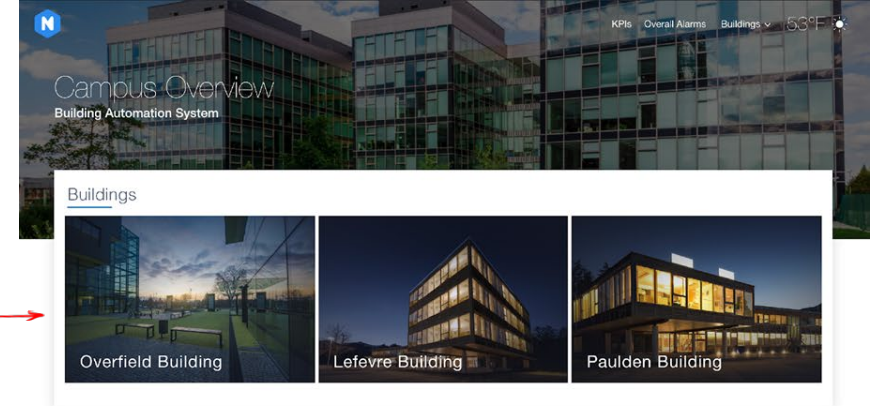 N
KPIs Overall Alarms Buildings 53°F
Campus Overview
Building Automation System
Buildings
Overfield Building Lefevre Building Paulden Building